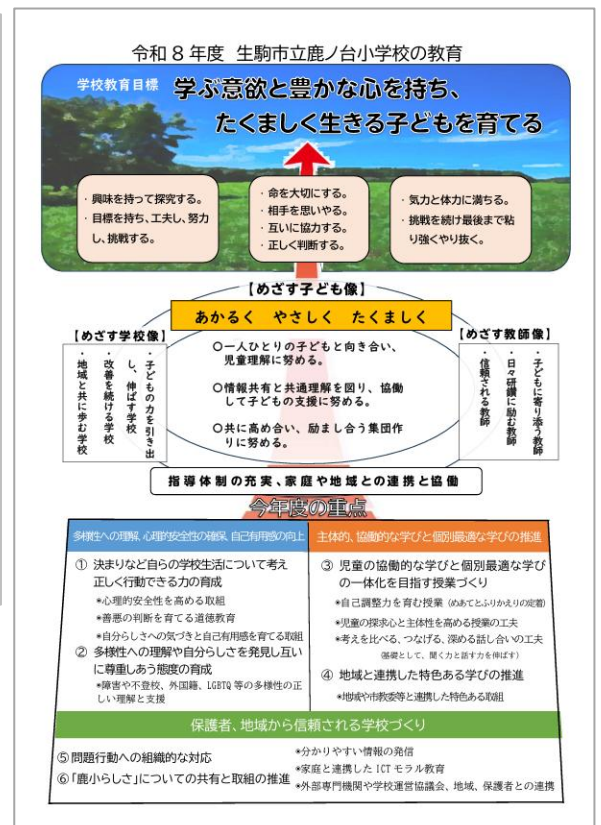 令和８年度 生駒市立鹿ノ台小学校の教育
学校教育目標 学ぶ意欲と豊かな心を持ち、
たくましく生きる子どもを育てる
・興味を持って探究する。
・目標を持ち、工夫し、努力
し、挑戦する。
・命を大切にする。
・相手を思いやる。
・互いに協力する。
・正しく判断する。
・気力と体力に満ちる。
・挑戦を続け最後まで粘
り強くやり抜く。
【めざす子ども像】
あかるく やさしく たくましく
【めざす学校像】
・子どもの力を引き出
し、伸ばす学校
・改善を続ける学校
・地域と共に歩む学校
○一人ひとりの子どもと向き合い、
児童理解に努める。
○情報共有と共通理解を図り、協働
して子どもの支援に努める。
○共に高め合い、励まし合う集団作
りに努める。
【めざす教師像】
・子どもに寄り添う教師
・日々研鑽に励む教師
・信頼される教師
指導体制の充実、家庭や地域との連携と協働
今年度の重点
多様性への理解、心理的安全性の確保、自己有用感の向上
① 決まりなど自らの学校生活について考え
正しく行動できる力の育成
*心理的安全性を高める取組
*善悪の判断を育てる道徳教育
*自分らしさへの気づきと自己有用感を育てる取組
② 多様性への理解や自分らしさを発見し互い
に尊重しあう態度の育成
*障害や不登校、外国籍、LGBTQ 等の多様性の正
しい理解と支援
主体的、協働的な学びと個別最適な学びの推進
③ 児童の協働的な学びと個別最適な学び
の一体化を目指す授業づくり
*自己調整力を育む授業（めあてとふりかえりの定着）
*児童の探求心と主体性を高める授業の工夫
*考えを比べる、つなげる、深める話し合いの工夫
（基礎として、聞く力と話す力を伸ばす）
④ 地域と連携した特色ある学びの推進
*地域や市教委等と連携した特色ある取組
保護者、地域から信頼される学校づくり
⑤問題行動への組織的な対応
⑥「鹿小らしさ」についての共有と取組の推進
*分かりやすい情報の発信
*家庭と連携した ICT モラル教育
*外部専門機関や学校運営協議会、地域、保護者との連携